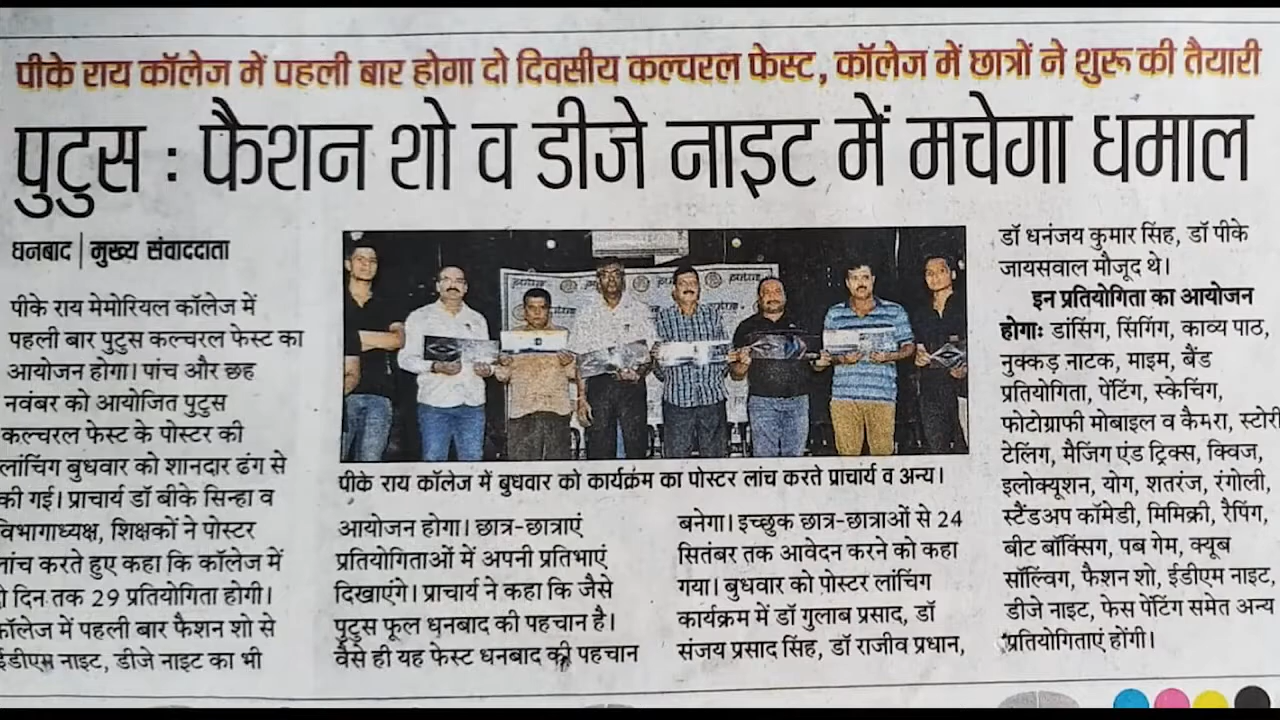 पीके राय कॉलेज में पहली बार होगा दो दिवसीय कल्चरल फेस्ट, कॉलेज में छात्रों ने शुरू की तैयारी
पुटुस : फैशन शो व डीजे नाइट में मचेगा धमाल
धनबाद | मुख्य संवाददाता
पीके राय मेमोरियल कॉलेज में
पहली बार पुटुस कल्चरल फेस्ट का
आयोजन होगा। पांच और छह
नवंबर को आयोजित पुटुस
कल्चरल फेस्ट के पोस्टर की
लांचिंग बुधवार को शानदार ढंग से
की गई। प्राचार्य डॉ बीके सिन्हा व
विभागाध्यक्ष, शिक्षकों ने पोस्टर
लांच करते हुए कहा कि कॉलेज में
दिन तक 29 प्रतियोगिता होगी।
कॉलेज में पहली बार फैशन शो से
ईडीएम नाइट, डीजे नाइट का भी
पीके राय कॉलेज में बुधवार को कार्यक्रम का पोस्टर लांच करते प्राचार्य व अन्य।
आयोजन होगा। छात्र-छात्राएं
प्रतियोगिताओं में अपनी प्रतिभाएं
दिखाएंगे। प्राचार्य ने कहा कि जैसे
पुटुस फूल धनबाद की पहचान है।
वैसे ही यह फेस्ट धनबाद की पहचान
बनेगा। इच्छुक छात्र-छात्राओं से 24
सितंबर तक आवेदन करने को कहा
गया। बुधवार को पोस्टर लांचिंग
कार्यक्रम में डॉ गुलाब प्रसाद, डॉ
संजय प्रसाद सिंह, डॉ राजीव प्रधान,
डॉ धनंजय कुमार सिंह, डॉ पीके
जायसवाल मौजूद थे।
इन प्रतियोगिता का आयोजन
होगाः डांसिंग, सिंगिंग, काव्य पाठ,
नुक्कड़ नाटक, माइम, बैंड
प्रतियोगिता, पेंटिंग, स्केचिंग,
फोटोग्राफी मोबाइल व कैमरा, स्टोरी
टेलिंग, मैजिंग एंड ट्रिक्स, क्विज,
इलोक्यूशन, योग, शतरंज, रंगोली,
स्टैंडअप कॉमेडी, मिमिक्री, रैपिंग,
बीट बॉक्सिंग, पब गेम, क्यूब
सॉल्विंग, फैशन शो, ईडीएम नाइट,
डीजे नाइट, फेस पेंटिंग समेत अन्य
प्रतियोगिताएं होंगी।